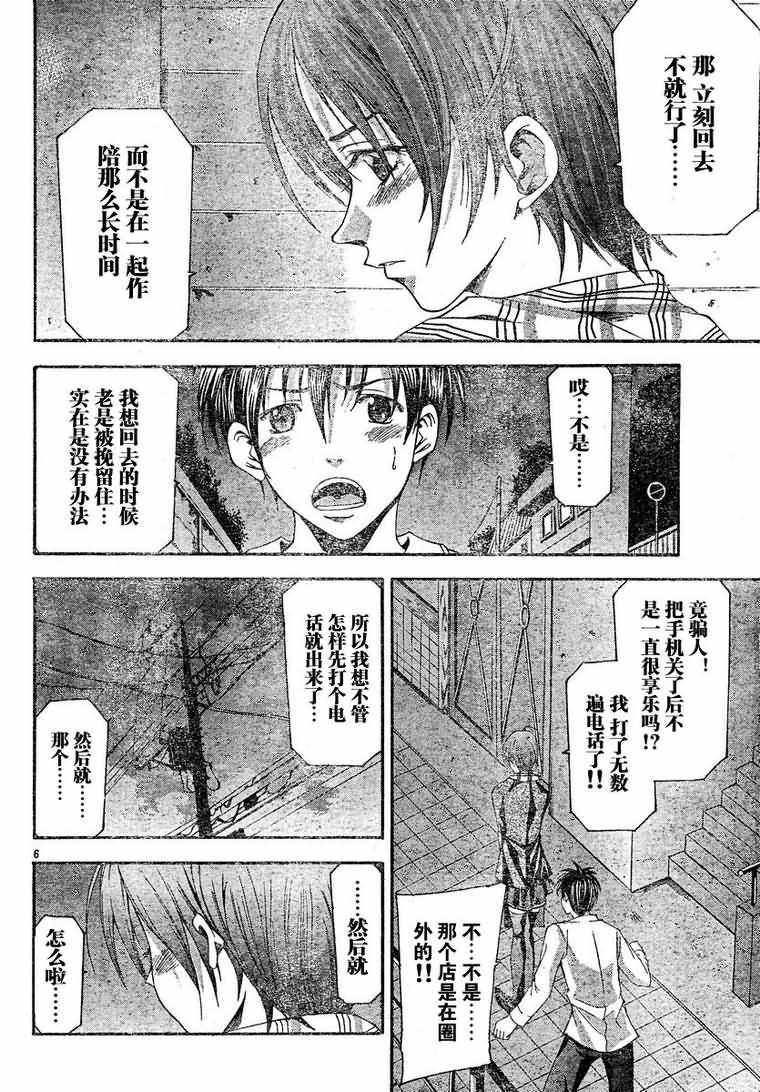 那 立刻回去
不就行了……
而不是在一起作
陪那么长时间
哎…不是……
我想回去的时候
老是被挽留住…
实在是没有办法
竟骗人！
把手机关了后不
是一直很享乐吗!?
我 打了无数
遍电话了!!
不…不是……
那个店是在圈
外的!!
所以我想不管
怎样先打个电
话就出来了…
然后就…
那个……
6
……然后就
怎么啦…